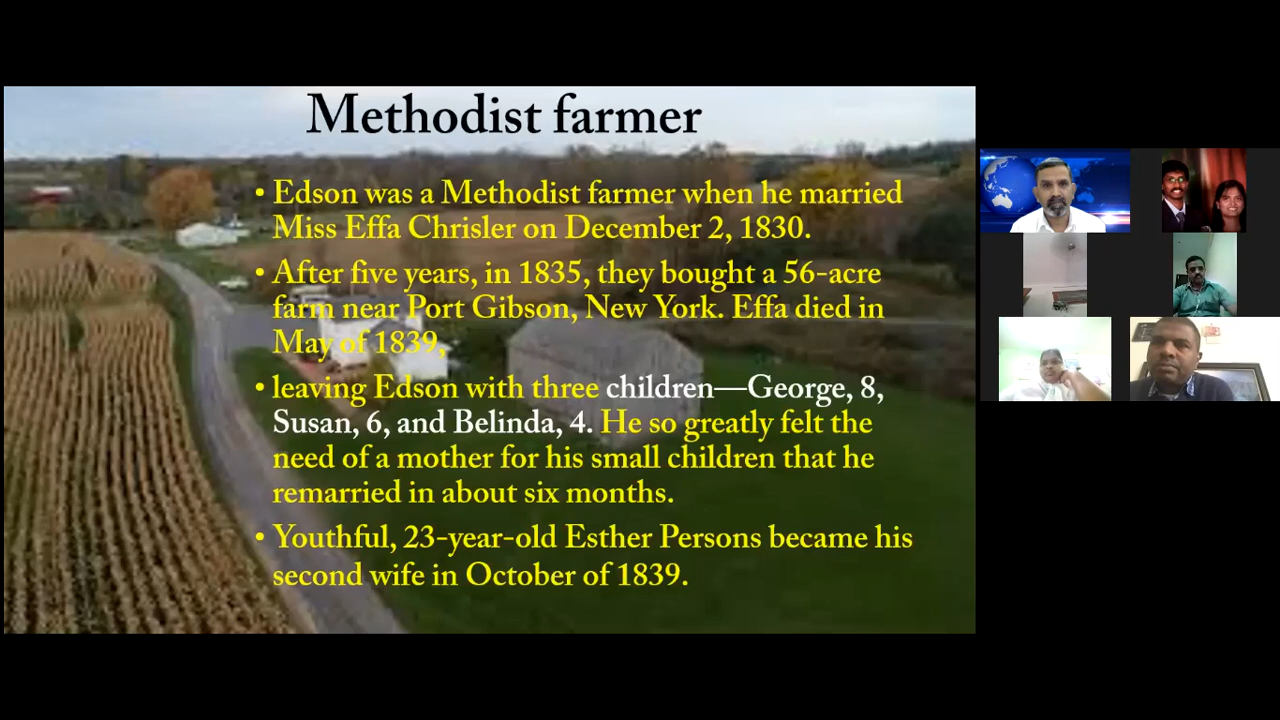 Methodist farmer
• Edson was a Methodist farmer when he married
Miss Effa Chrisler on December 2, 1830.
• After five years, in 1835, they bought a 56-acre
farm near Port Gibson, New York. Effa died in
May of 1839,
• leaving Edson with three children—George, 8,
Susan, 6, and Belinda, 4. He so greatly felt the
need of a mother for his small children that he
remarried in about six months.
• Youthful, 23-year-old Esther Persons became his
second wife in October of 1839.